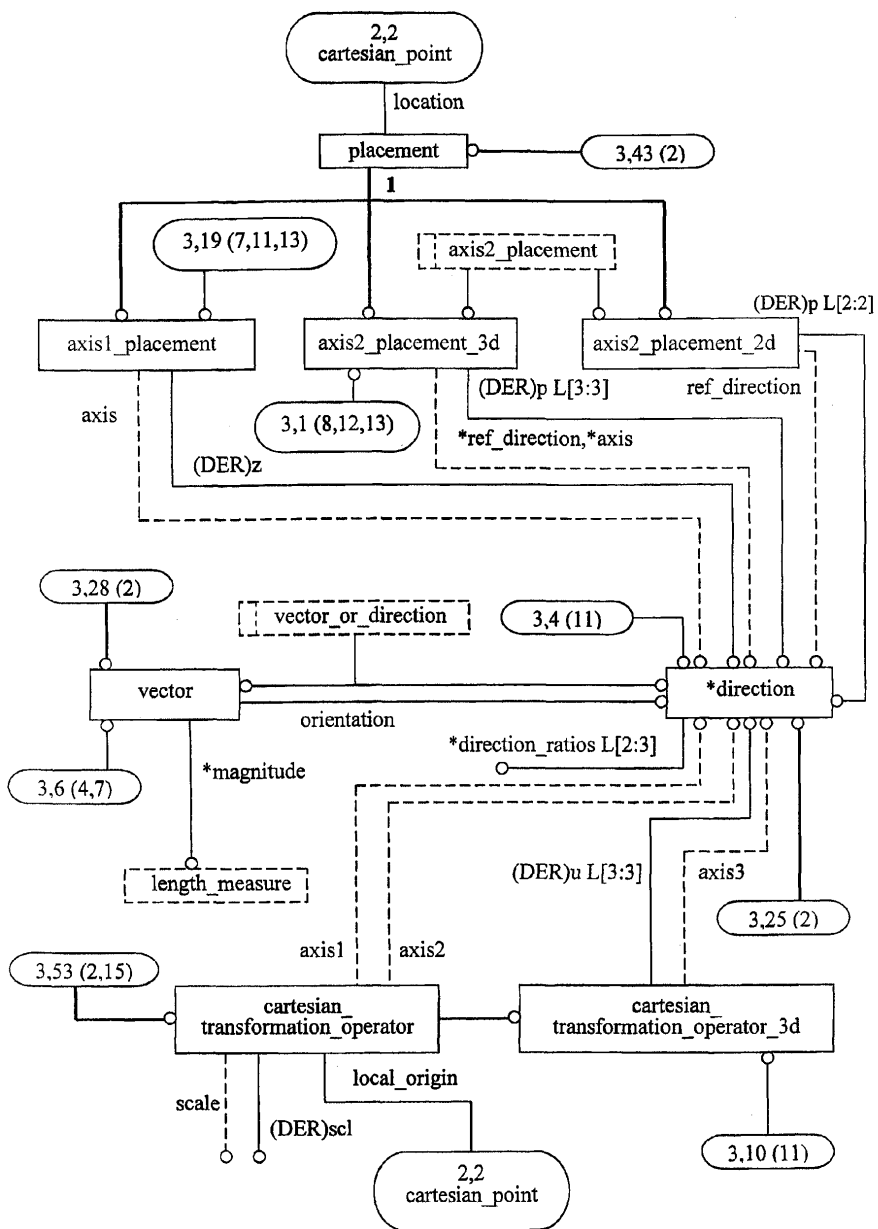 2,2
cartesian_point
location
placement
3,43 (2)
1
3,19 (7,11,13)
axis2_placement
(DER)p L[2:2]
axis1_placement
axis2_placement_3d
axis2_placement_2d
axis
(DER)p L[3:3]
ref_direction
3,1 (8,12,13)
*ref_direction,*axis
(DER)z
3,28 (2)
vector_or_direction
3,4 (11)
vector
*direction
orientation
*direction_ratios L[2:3]
*magnitude
3,6 (4,7)
length_measure
(DER)u L[3:3]
axis3
3,25 (2)
axis1
axis2
3,53 (2,15)
cartesian_
transformation_operator
cartesian_
transformation_operator_3d
local_origin
scale
(DER)scl
3,10 (11)
2,2
cartesian_point